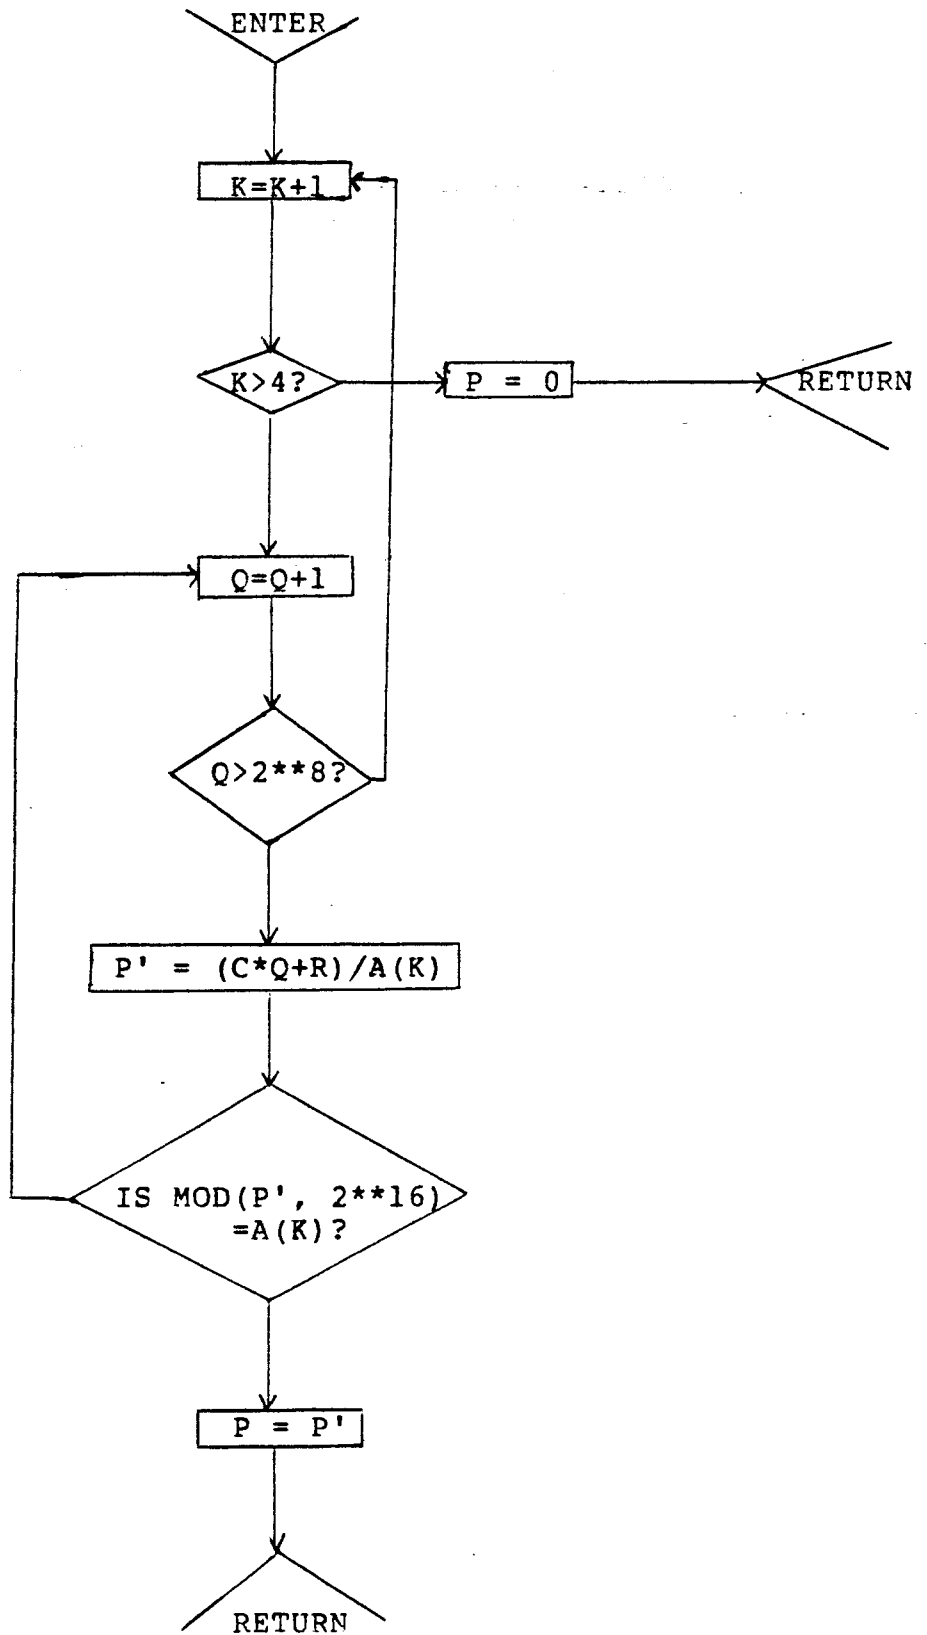 ENTER
K=K+1
K>4?
P = 0
RETURN
Q=Q+1
Q>2**8?
P' = (C*Q+R)/A(K)
IS MOD(P', 2**16)
=A(K)?
P = P'
RETURN